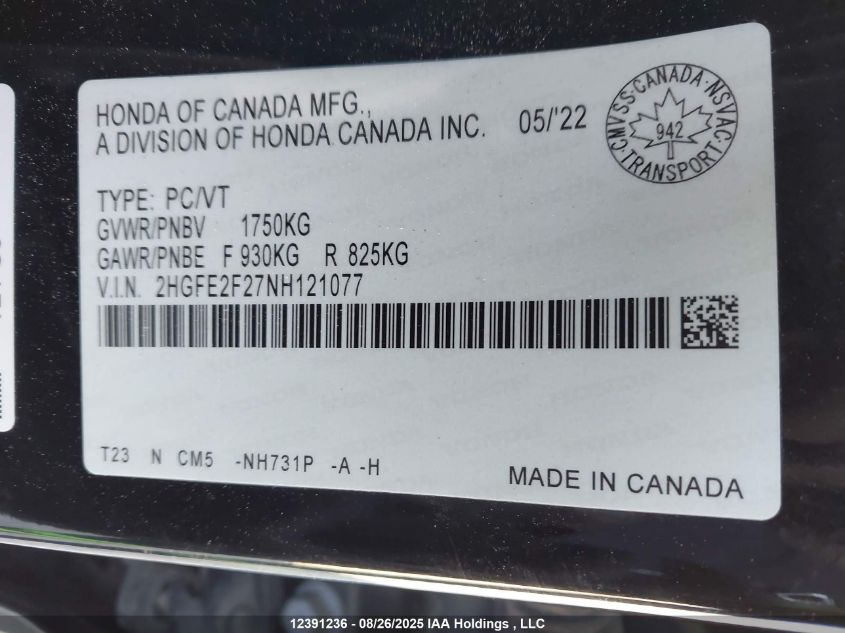 HONDA OF CANADA MFG.,
A DIVISION OF HONDA CANADA INC. 05/'22
CMVSS·CANADA·NSVAC·TRANSPORT·
942
TYPE: PC/VT
GVWR/PNBV 1750KG
GAWR/PNBE F 930KG R 825KG
V.I.N. 2HGFE2F27NH121077
T23 N CM5 -NH731P -A -H
MADE IN CANADA
12391236 - 08/26/2025 IAA Holdings , LLC